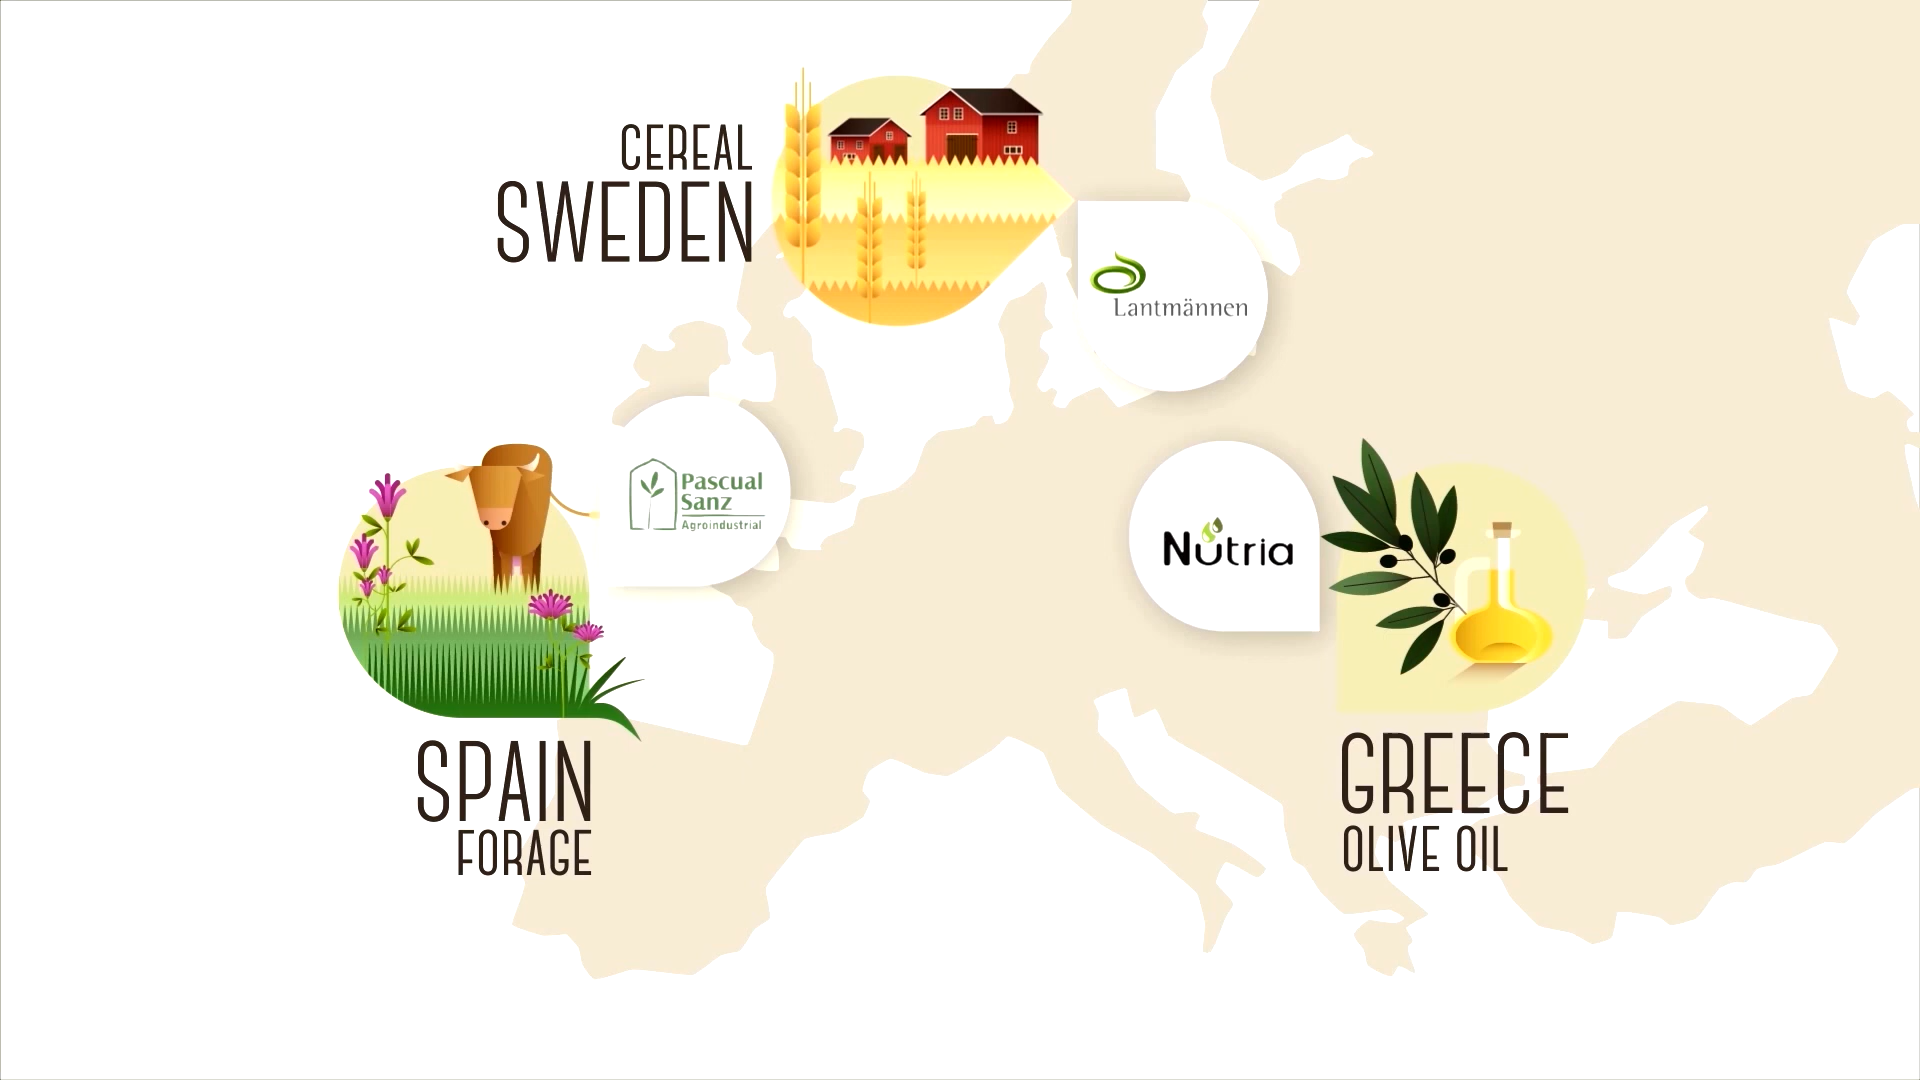 CEREAL
SWEDEN
Lantmännen
Pascual
Sanz
Agroindustrial
Nutria
SPAIN
FORAGE
GREECE
OLIVE OIL